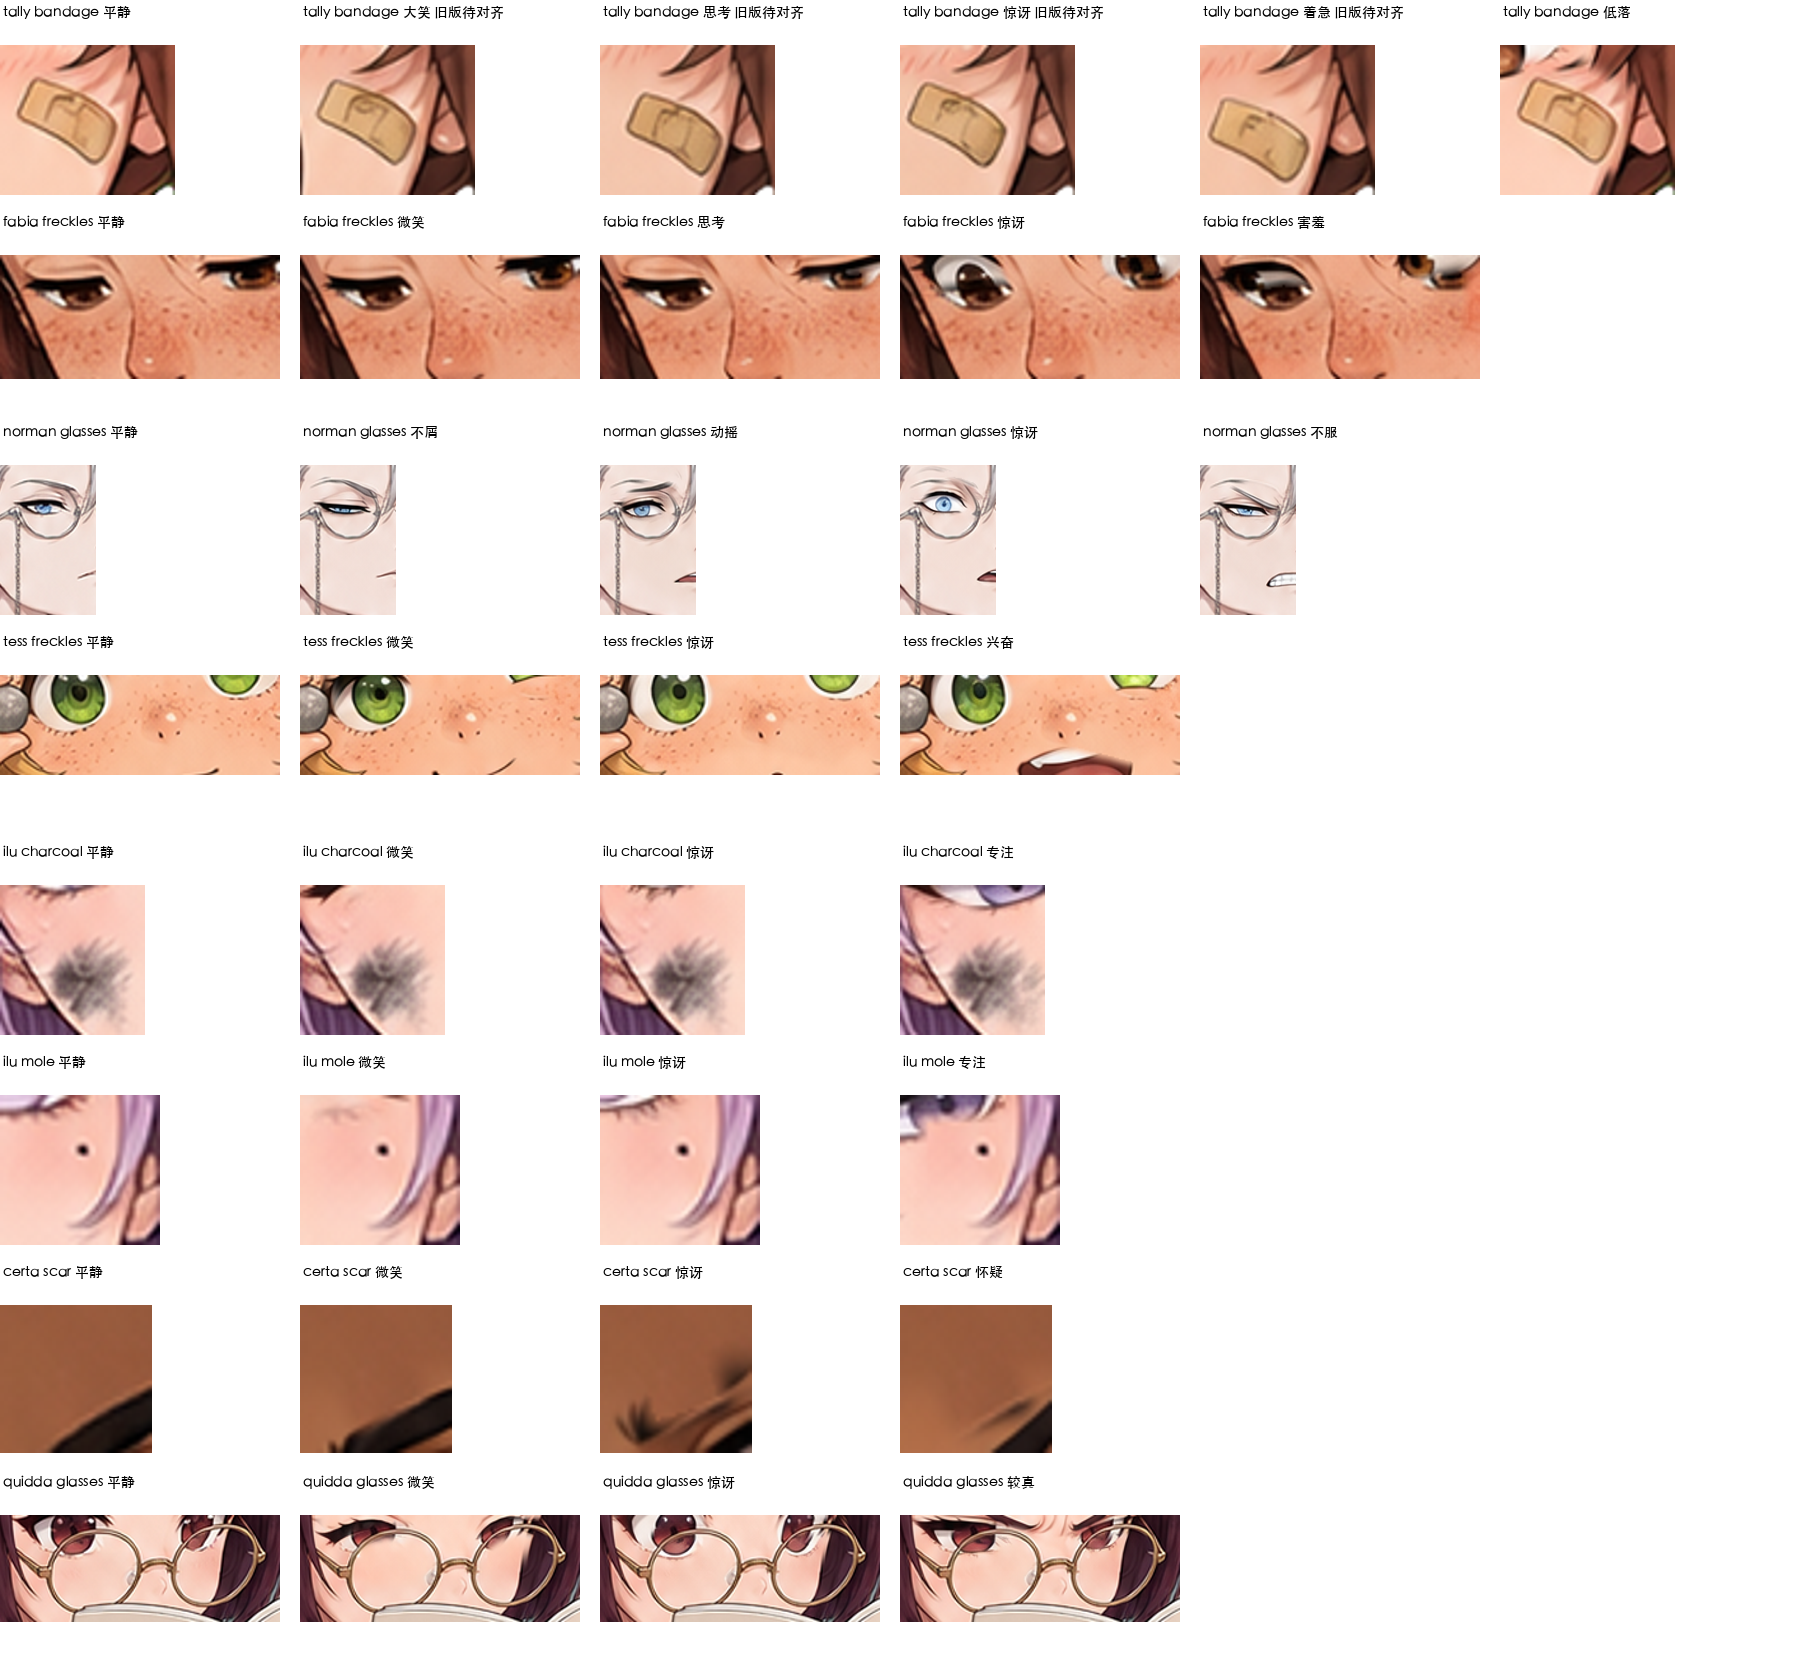 tally bandage 平静
tally bandage 大笑 旧版待对齐
tally bandage 思考 旧版待对齐
tally bandage 惊讶 旧版待对齐
tally bandage 着急 旧版待对齐
tally bandage 低落
fabia freckles 平静
fabia freckles 微笑
fabia freckles 思考
fabia freckles 惊讶
fabia freckles 害羞
norman glasses 平静
norman glasses 不屑
norman glasses 动摇
norman glasses 惊讶
norman glasses 不服
tess freckles 平静
tess freckles 微笑
tess freckles 惊讶
tess freckles 兴奋
ilu charcoal 平静
ilu charcoal 微笑
ilu charcoal 惊讶
ilu charcoal 专注
ilu mole 平静
ilu mole 微笑
ilu mole 惊讶
ilu mole 专注
certa scar 平静
certa scar 微笑
certa scar 惊讶
certa scar 怀疑
quidda glasses 平静
quidda glasses 微笑
quidda glasses 惊讶
quidda glasses 较真